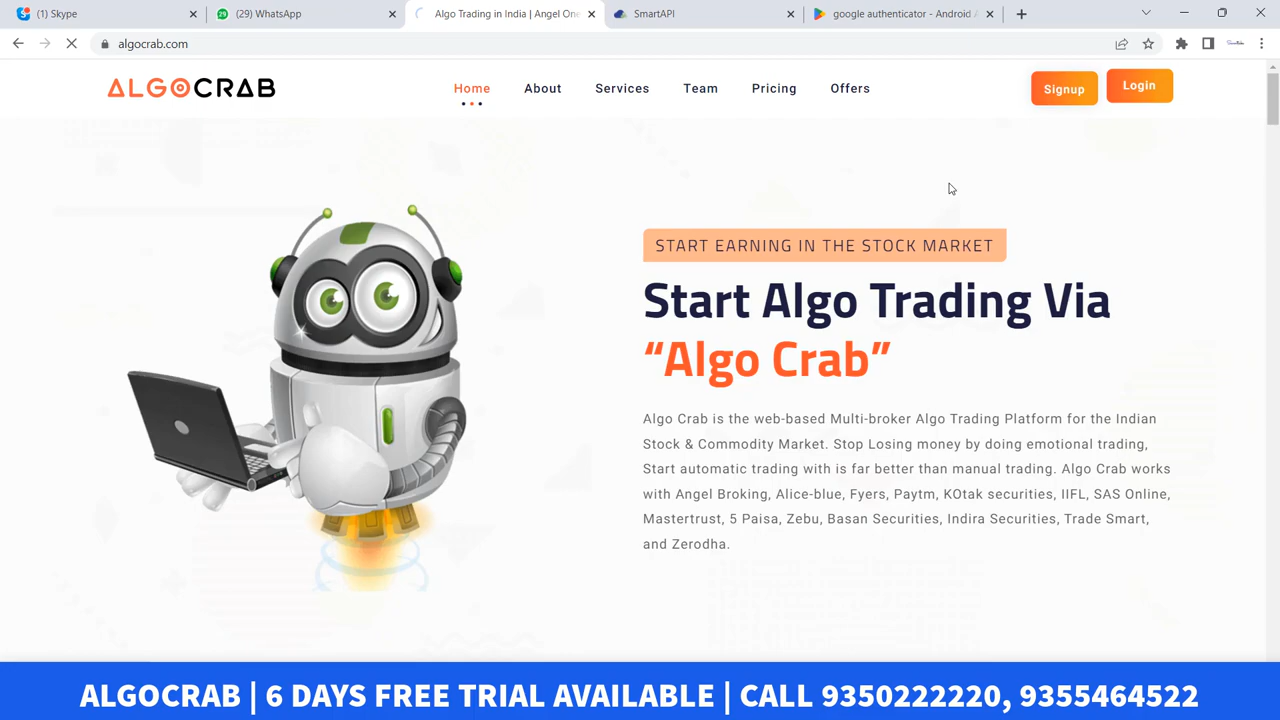 (1) Skype
(29) WhatsApp
Algo Trading in India | Angel One
SmartAPI
google authenticator - Android A
algocrab.com
ALGOCRAB
Home
About
Services
Team
Pricing
Offers
Signup
Login
START EARNING IN THE STOCK MARKET
Start Algo Trading Via
“Algo Crab”
Algo Crab is the web-based Multi-broker Algo Trading Platform for the Indian
Stock & Commodity Market. Stop Losing money by doing emotional trading,
Start automatic trading with is far better than manual trading. Algo Crab works
with Angel Broking, Alice-blue, Fyers, Paytm, KOtak securities, IIFL, SAS Online,
Mastertrust, 5 Paisa, Zebu, Basan Securities, Indira Securities, Trade Smart,
and Zerodha.
ALGOCRAB | 6 DAYS FREE TRIAL AVAILABLE | CALL 9350222220, 9355464522